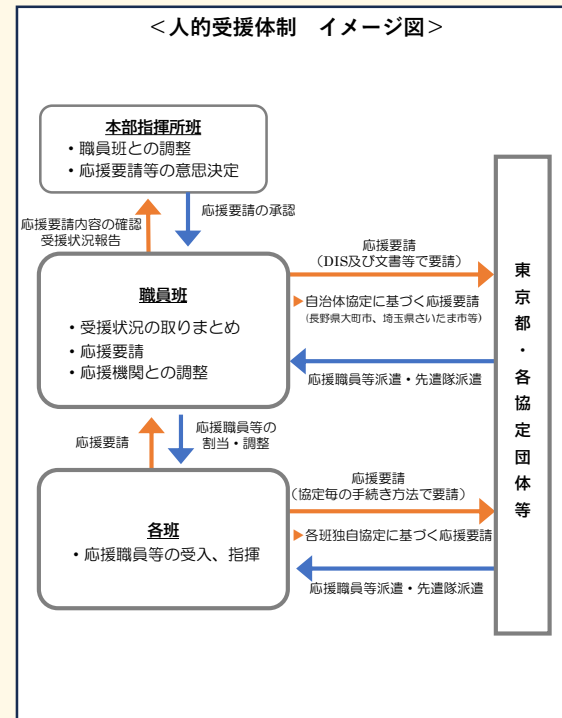 ＜人的受援体制　イメージ図＞
本部指揮所班
・職員班との調整
・応援要請等の意思決定
応援要請内容の確認
受援状況報告
応援要請の承認
職員班
・受援状況の取りまとめ
・応援要請
・応援機関との調整
応援要請
（DIS及び文書等で要請）
▶自治体協定に基づく応援要請
（長野県大町市、埼玉県さいたま市等）
応援職員等派遣・先遣隊派遣
応援要請
応援職員等の
割当・調整
各班
・応援職員等の受入、指揮
応援要請
（協定毎の手続き方法で要請）
▶各班独自協定に基づく応援要請
応援職員等派遣・先遣隊派遣
東京都・各協定団体等